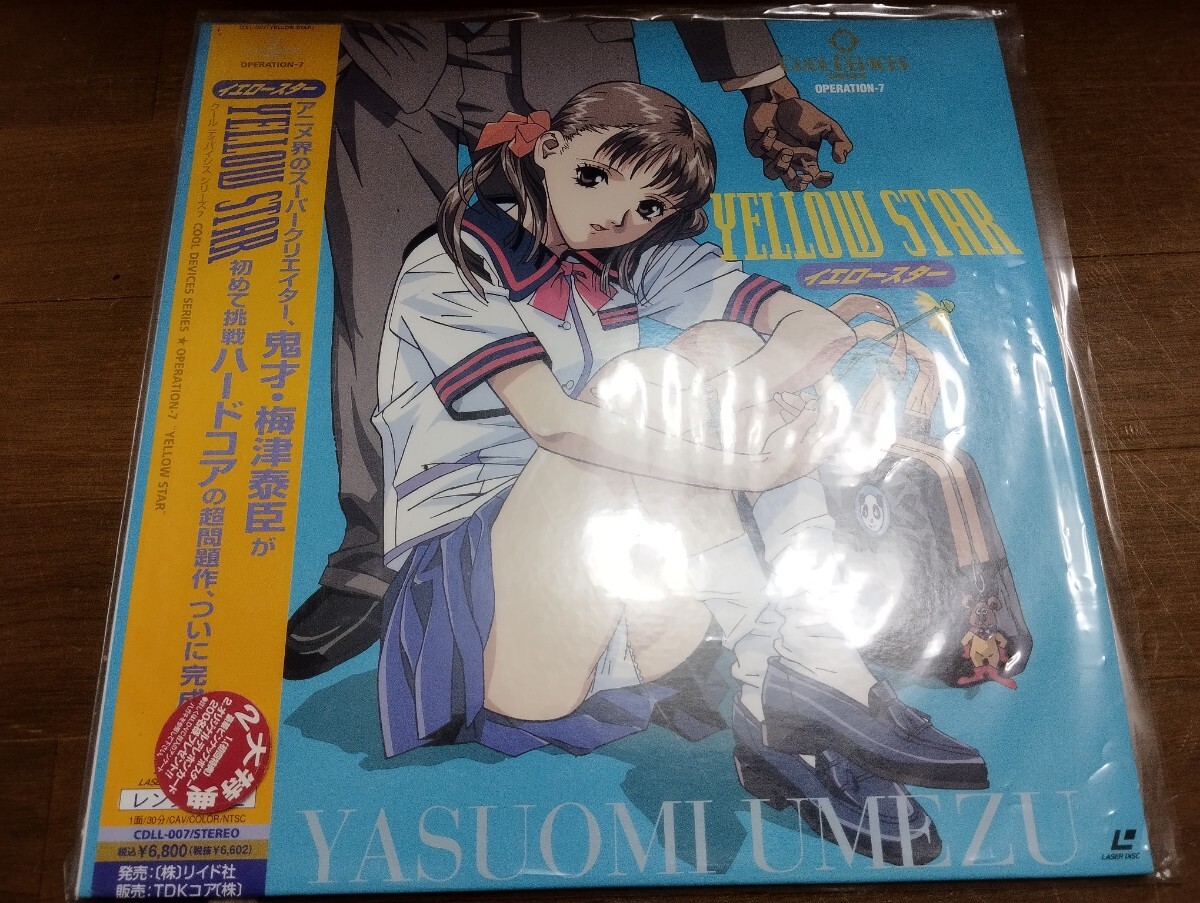 OPERATION-7
イエロースター
YELLOW STAR
クール ディバイシス シリーズ7 COOL DEVICES SERIES ★ OPERATION-7 "YELLOW STAR"
アニメ界のスーパークリエイター、鬼才・梅津泰臣が
初めて挑戦 ハードコアの超問題作、ついに完成
2大特典
1面/30分/CAV/COLOR/NTSC
CDLL-007/STEREO
税込¥6,800(税抜¥6,602)
発売:(株)リイド社
販売:TDKコア(株)
OPERATION-7
YELLOW STAR
イエロースター
YASUOMI UMEZU
LASER DISC